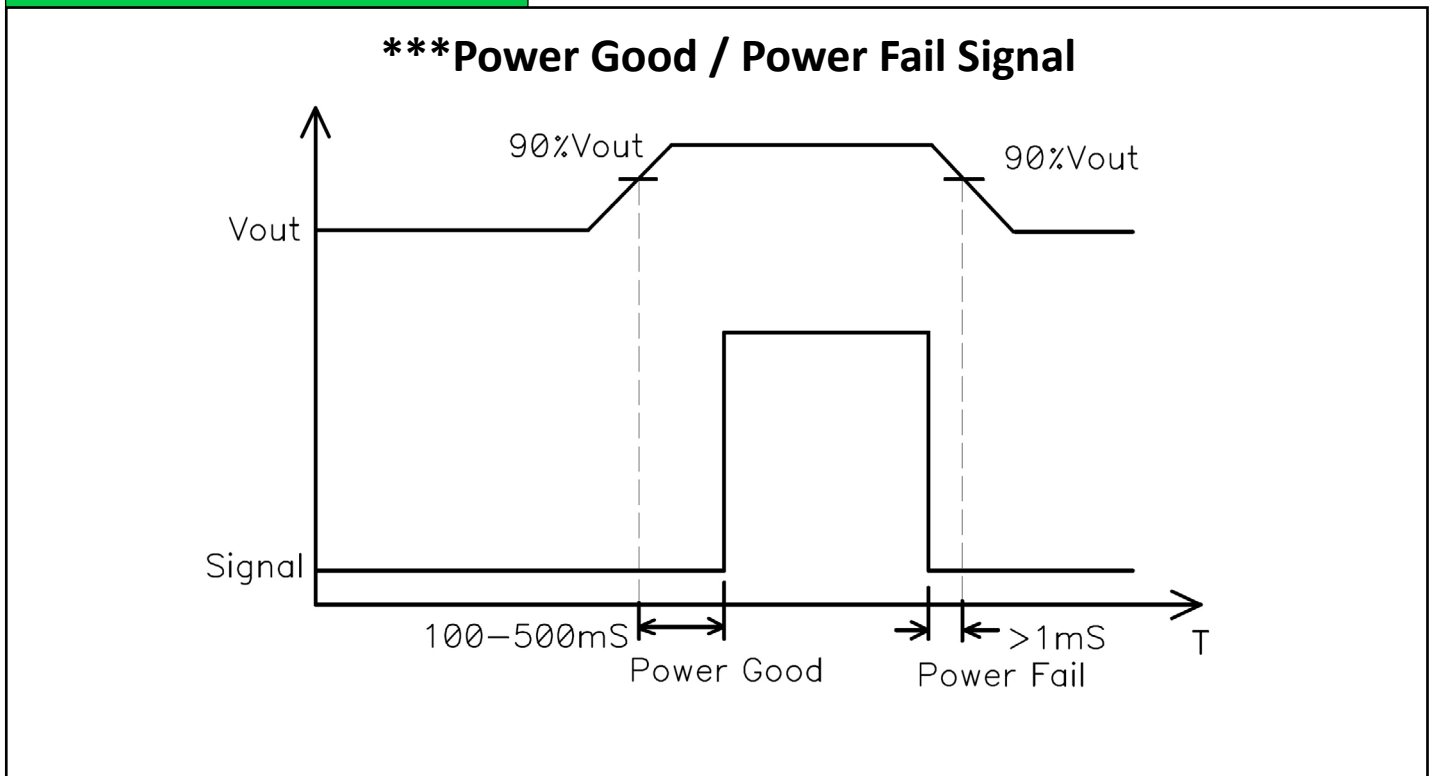 ***Power Good / Power Fail Signal
90%Vout
90%Vout
Vout
Signal
100-500mS
>1mS
T
Power Good
Power Fail